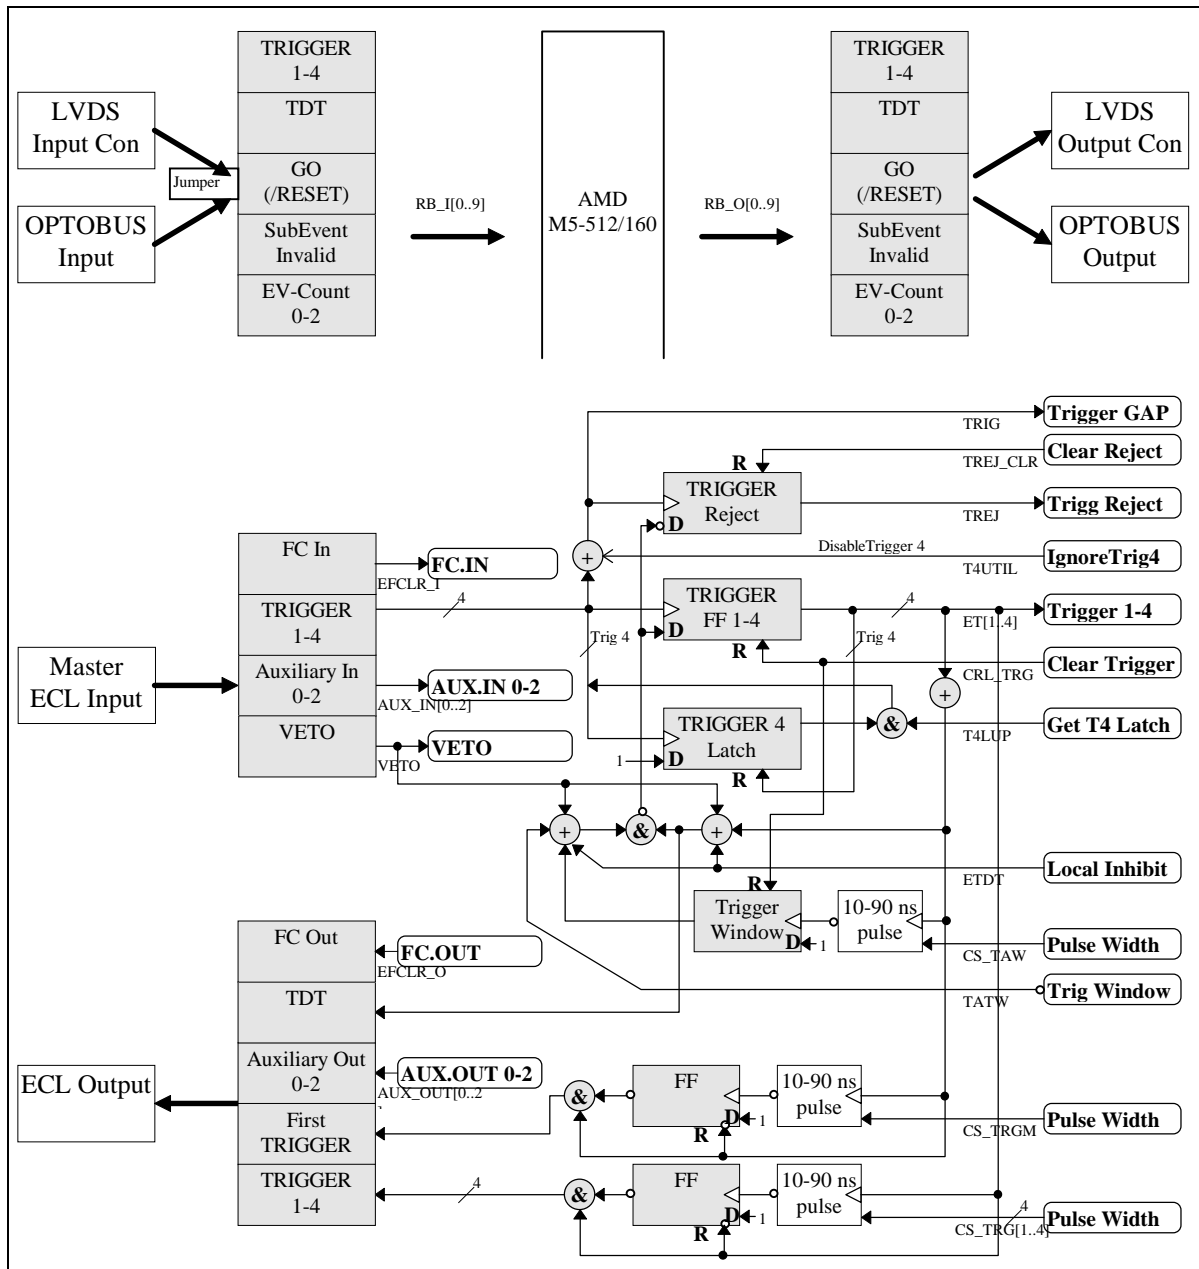 TRIGGER
1-4
TDT
GO
(/RESET)
SubEvent
Invalid
EV-Count
0-2
LVDS
Input Con
Jumper
OPTOBUS
Input
RB_I[0..9]
AMD
M5-512/160
RB_O[0..9]
TRIGGER
1-4
TDT
GO
(/RESET)
SubEvent
Invalid
EV-Count
0-2
LVDS
Output Con
OPTOBUS
Output
TRIG
Trigger GAP
R
TREJ_CLR
Clear Reject
TRIGGER
Reject
D
TREJ
Trigg Reject
+
DisableTrigger 4
T4UTIL
IgnoreTrig4
FC In
EFCLR_I
FC.IN
TRIGGER
1-4
4
TRIGGER
FF 1-4
D
R
4
ET[1..4]
Trigger 1-4
Trig 4
Trig 4
CRL_TRG
Clear Trigger
Master
ECL Input
Auxiliary In
0-2
AUX_IN[0..2]
AUX.IN 0-2
+
TRIGGER 4
Latch
1
D
R
&
T4LUP
Get T4 Latch
VETO
VETO
VETO
+
&
+
ETDT
Local Inhibit
R
Trigger
Window
D
1
10-90 ns
pulse
CS_TAW
Pulse Width
TATW
Trig Window
FC Out
FC.OUT
EFCLR_O
TDT
ECL Output
Auxiliary Out
0-2
AUX.OUT 0-2
AUX_OUT[0..2
]
First
TRIGGER
&
FF
D
R
1
10-90 ns
pulse
CS_TRGM
Pulse Width
TRIGGER
1-4
4
&
FF
D
R
1
10-90 ns
pulse
4
CS_TRG[1..4]
Pulse Width